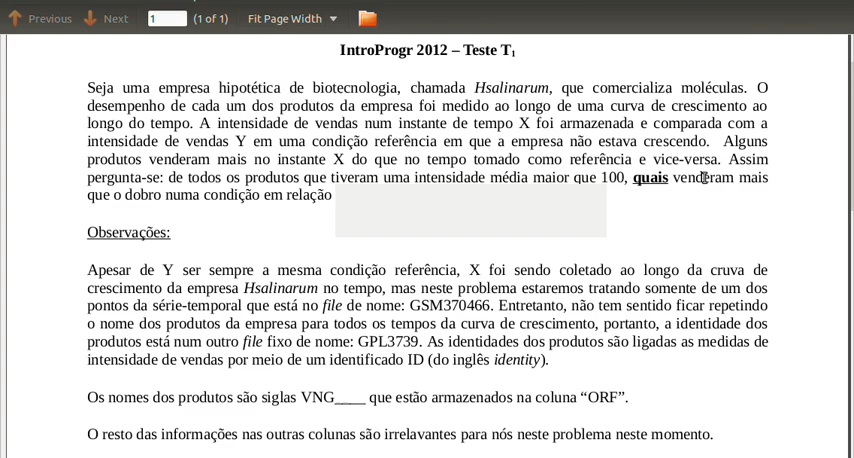 Previous Next 1 (1 of 1) Fit Page Width
IntroProgr 2012 – Teste T1
Seja uma empresa hipotética de biotecnologia, chamada Hsalinarum, que comercializa moléculas. O
desempenho de cada um dos produtos da empresa foi medido ao longo de uma curva de crescimento ao
longo do tempo. A intensidade de vendas num instante de tempo X foi armazenada e comparada com a
intensidade de vendas Y em uma condição referência em que a empresa não estava crescendo. Alguns
produtos venderam mais no instante X do que no tempo tomado como referência e vice-versa. Assim
pergunta-se: de todos os produtos que tiveram uma intensidade média maior que 100, quais venderam mais
que o dobro numa condição em relação
Observações:
Apesar de Y ser sempre a mesma condição referência, X foi sendo coletado ao longo da cruva de
crescimento da empresa Hsalinarum no tempo, mas neste problema estaremos tratando somente de um dos
pontos da série-temporal que está no file de nome: GSM370466. Entretanto, não tem sentido ficar repetindo
o nome dos produtos da empresa para todos os tempos da curva de crescimento, portanto, a identidade dos
produtos está num outro file fixo de nome: GPL3739. As identidades dos produtos são ligadas as medidas de
intensidade de vendas por meio de um identificado ID (do inglês identity).
Os nomes dos produtos são siglas VNG____ que estão armazenados na coluna “ORF”.
O resto das informações nas outras colunas são irrelavantes para nós neste problema neste momento.